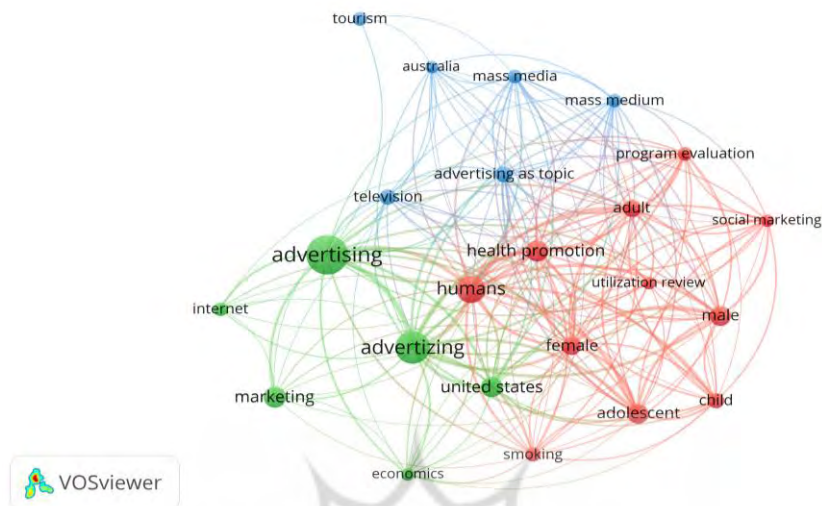 tourism
australia
mass media
mass medium
program evaluation
advertising as topic
television
adult
social marketing
advertising
health promotion
humans
utilization review
internet
male
advertizing
female
united states
marketing
child
adolescent
smoking
economics
VOSviewer